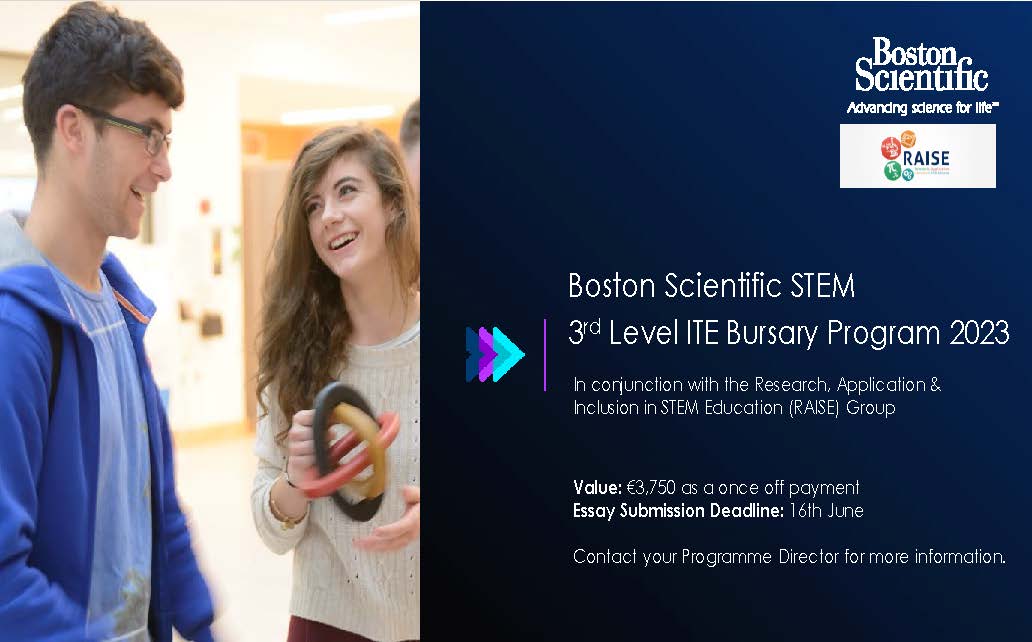 Boston
Scientific
Advancing science for life™
RAISE
Boston Scientific STEM
3rd Level ITE Bursary Program 2023
In conjunction with the Research, Application &
Inclusion in STEM Education (RAISE) Group
Value: €3,750 as a once off payment
Essay Submission Deadline: 16th June
Contact your Programme Director for more information.